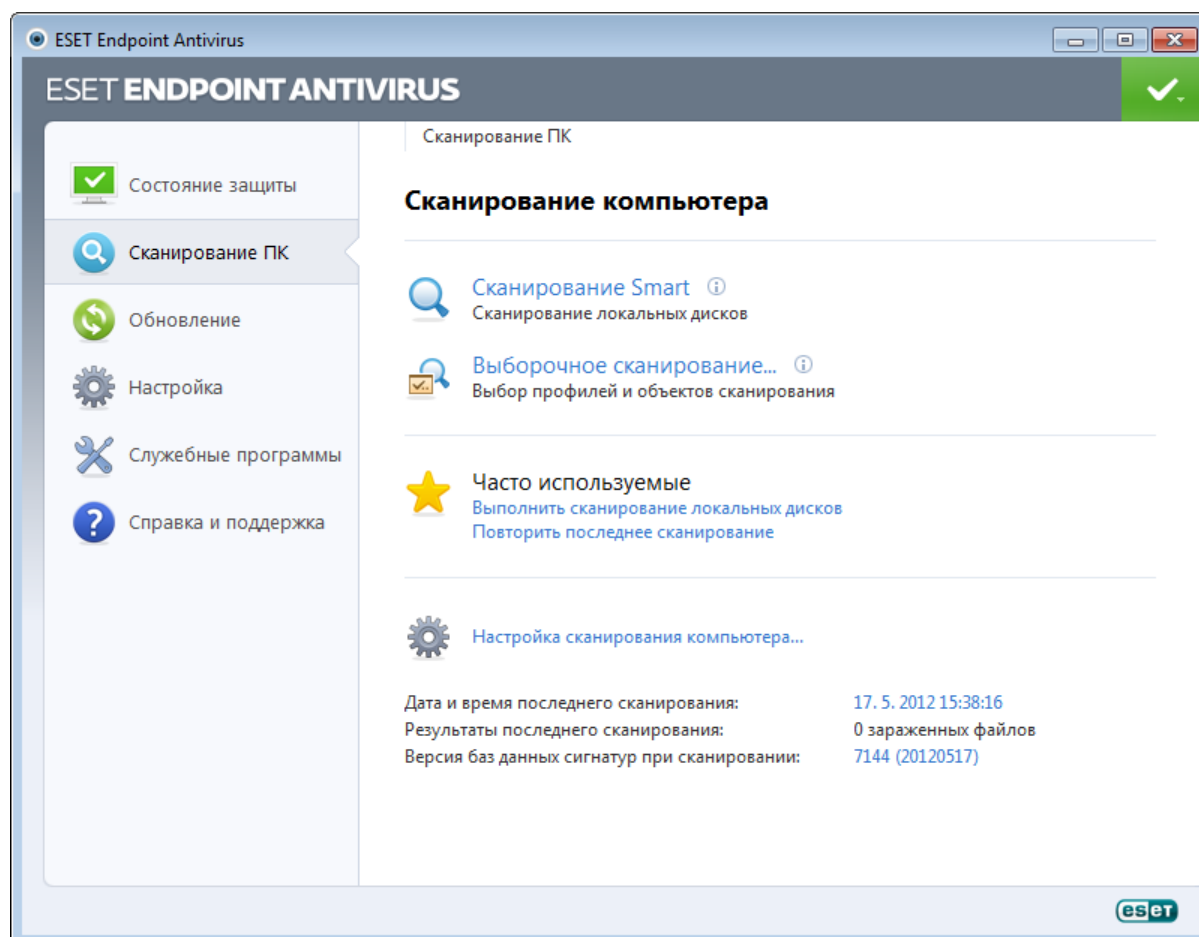 ESET Endpoint Antivirus
ESET ENDPOINT ANTIVIRUS
Состояние защиты
Сканирование ПК
Обновление
Настройка
Служебные программы
Справка и поддержка
Сканирование ПК
Сканирование компьютера
Сканирование Smart
Сканирование локальных дисков
Выборочное сканирование...
Выбор профилей и объектов сканирования
Часто используемые
Выполнить сканирование локальных дисков
Повторить последнее сканирование
Настройка сканирования компьютера...
Дата и время последнего сканирования: 17. 5. 2012 15:38:16
Результаты последнего сканирования: 0 зараженных файлов
Версия баз данных сигнатур при сканировании: 7144 (20120517)
eset